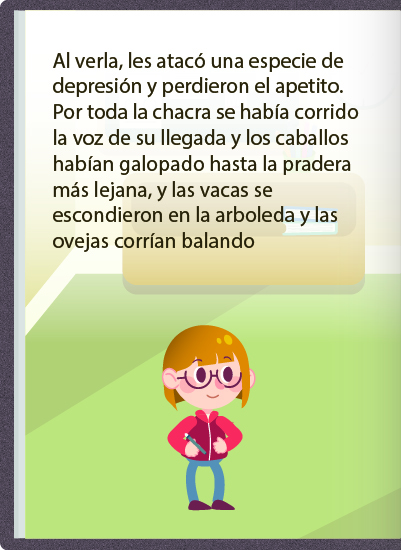 Al verla, les atacó una especie de
depresión y perdieron el apetito.
Por toda la chacra se había corrido
la voz de su llegada y los caballos
habían galopado hasta la pradera
más lejana, y las vacas se
escondieron en la arboleda y las
ovejas corrían balando